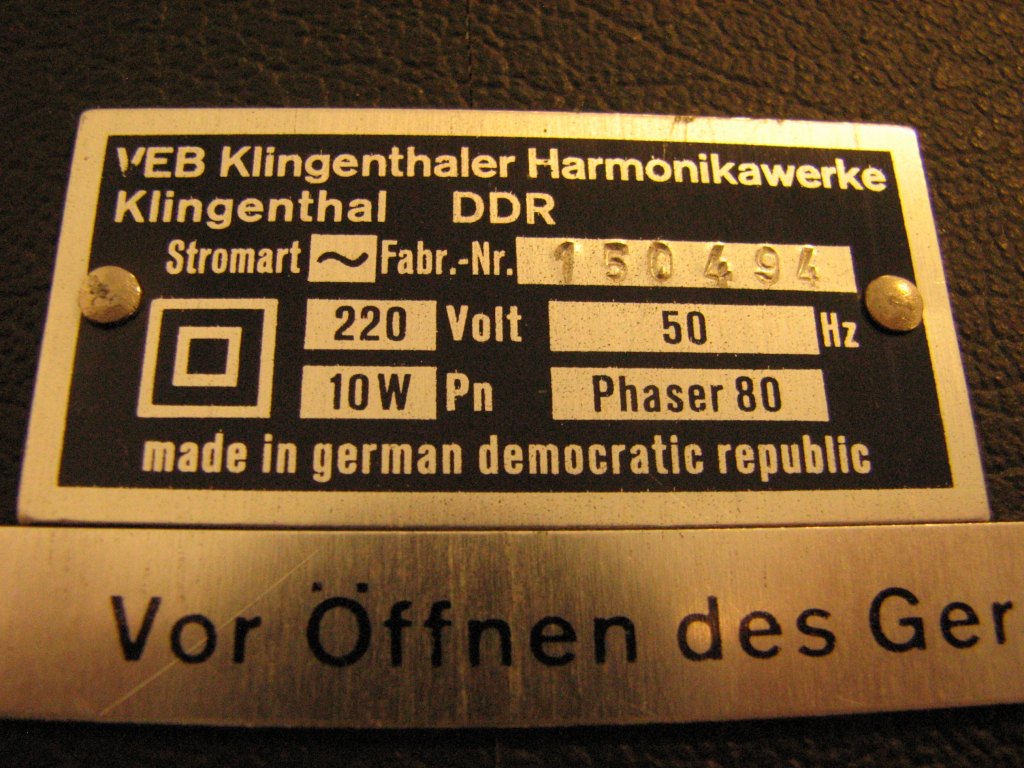 VEB Klingenthaler Harmonikawerke
Klingenthal DDR
Stromart ~ Fabr.-Nr. 150494
220 Volt 50 Hz
10W Pn Phaser 80
made in german democratic republic
Vor Öffnen des Ger